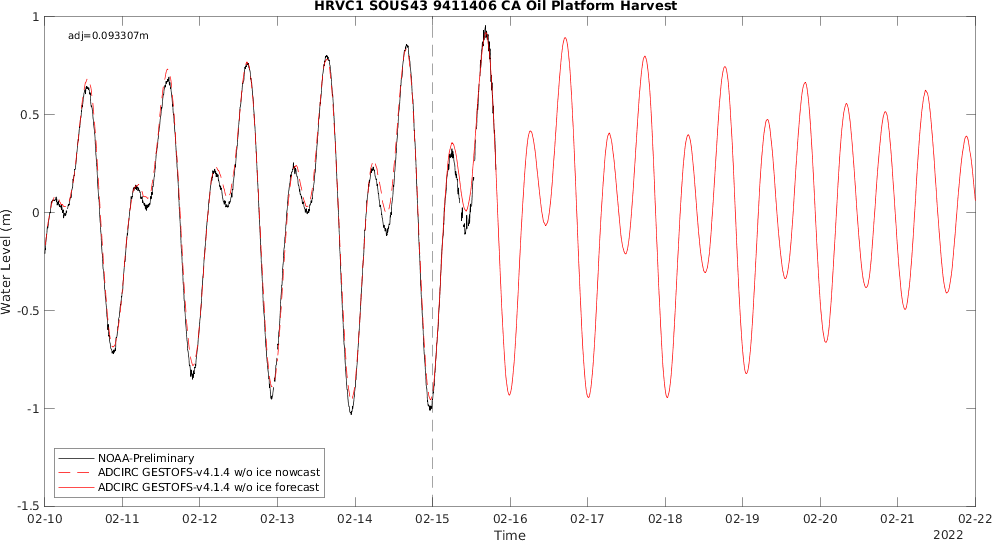 HRVC1 SOUS43 9411406 CA Oil Platform Harvest
adj=0.093307m
1
0.5
0
-0.5
-1
-1.5
Water Level (m)
NOAA-Preliminary
ADCIRC GESTOFS-v4.1.4 w/o ice nowcast
ADCIRC GESTOFS-v4.1.4 w/o ice forecast
02-10 02-11 02-12 02-13 02-14 02-15 02-16 02-17 02-18 02-19 02-20 02-21 02-22
Time
2022